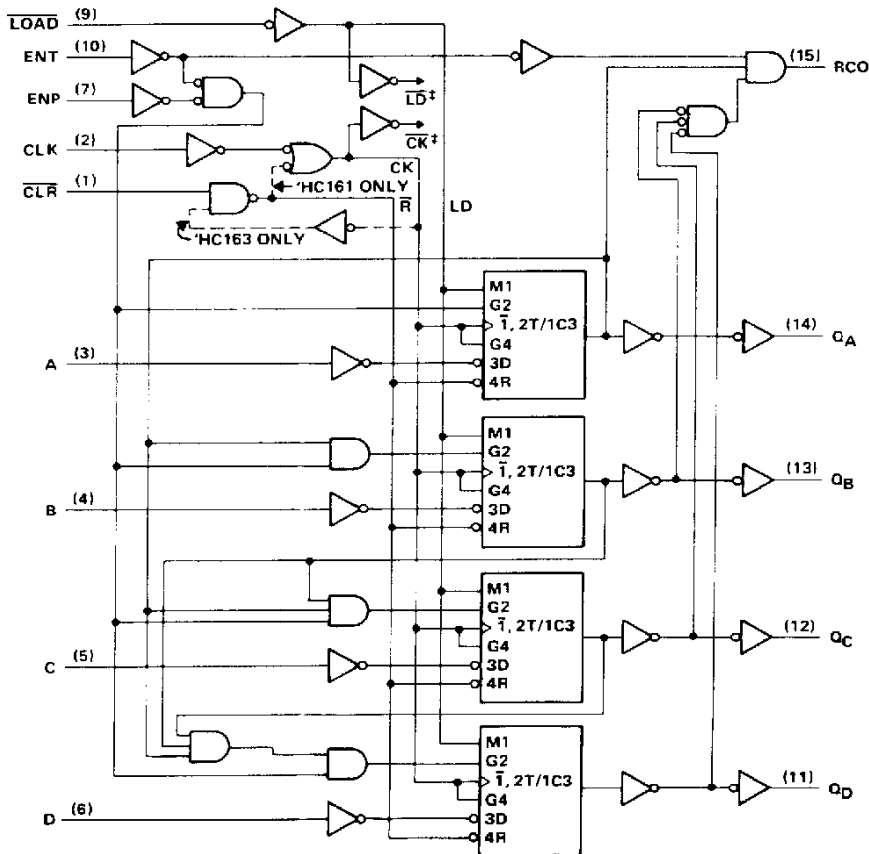 LOAD (9)
ENT (10) (15) RCO
ENP (7) LD‡
CLK (2) CK‡
CK
CLR (1) 'HC161 ONLY
R LD
'HC163 ONLY
M1
G2
1, 2T/1C3 (14) QA
G4
A (3) 3D
4R
M1
G2
1, 2T/1C3 (13) QB
G4
B (4) 3D
4R
M1
G2
1, 2T/1C3 (12) QC
G4
C (5) 3D
4R
M1
G2
1, 2T/1C3 (11) QD
G4
D (6) 3D
4R